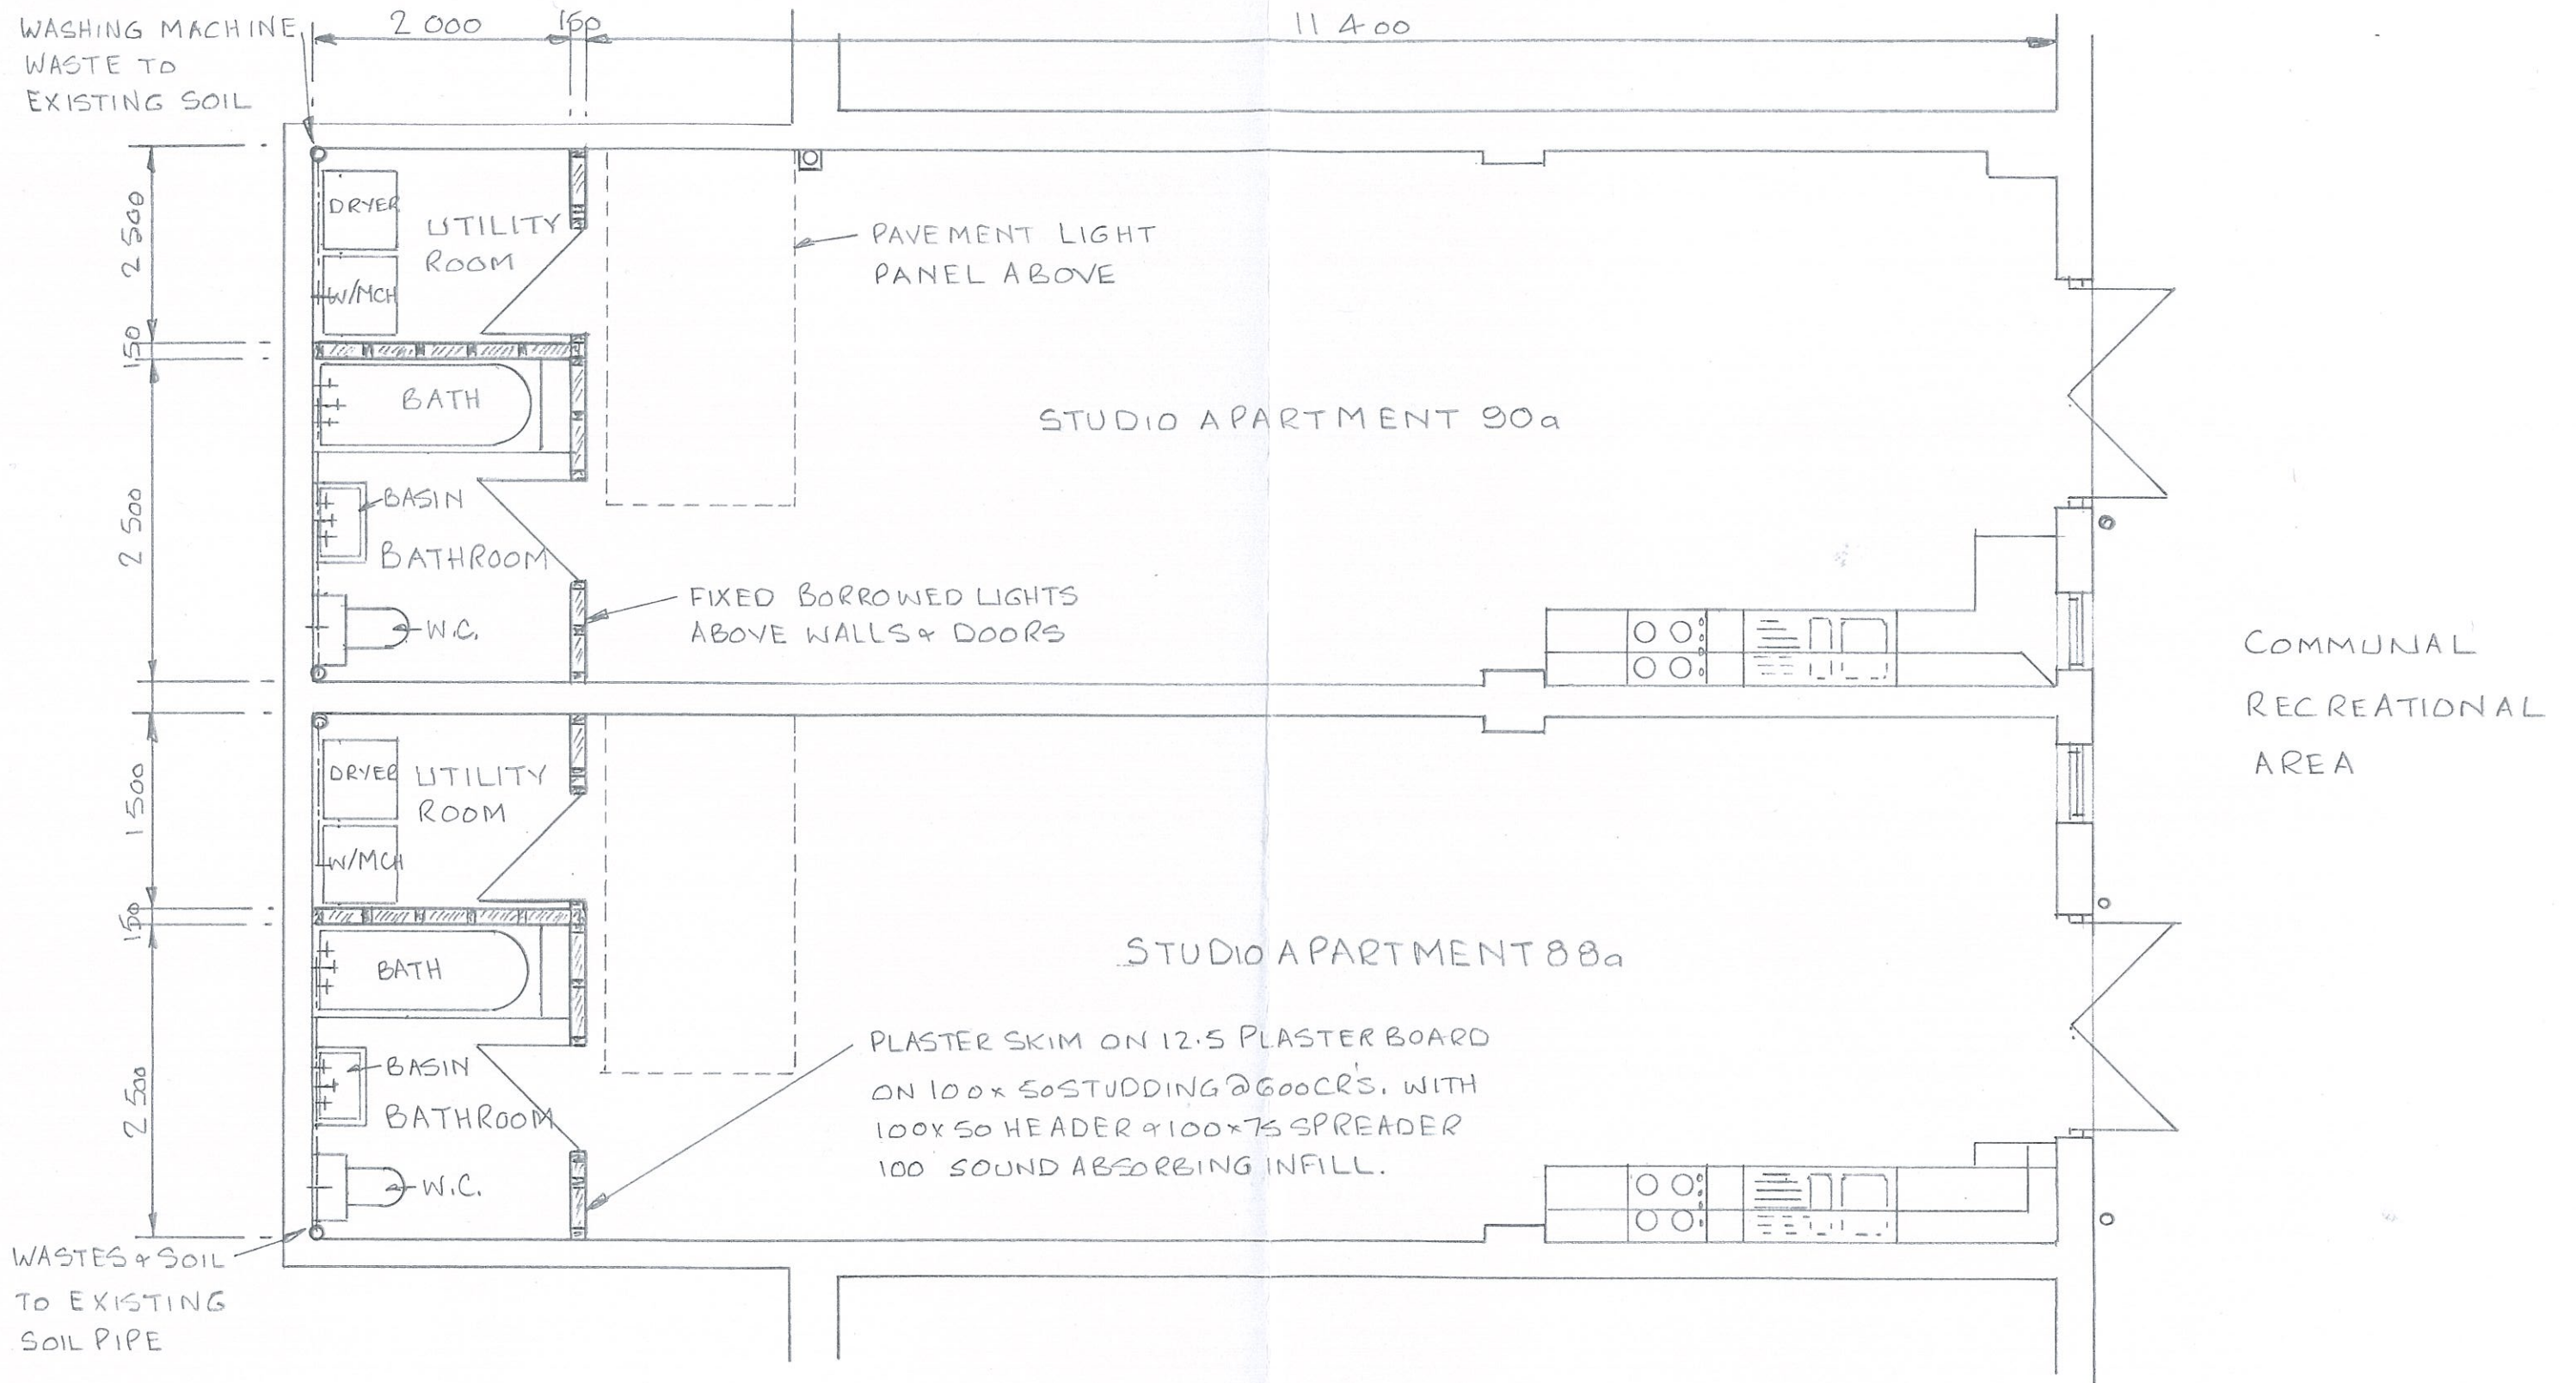 WASHING MACHINE
WASTE TO
EXISTING SOIL
2 000
150
11 400
2 500
150
2 500
1 500
150
2 500
DRYER
UTILITY
ROOM
W/MCH
PAVEMENT LIGHT
PANEL ABOVE
BATH
STUDIO APARTMENT 90a
BASIN
BATHROOM
W.C.
FIXED BORROWED LIGHTS
ABOVE WALLS & DOORS
COMMUNAL
RECREATIONAL
AREA
DRYER
UTILITY
ROOM
W/MCH
BATH
STUDIO APARTMENT 88a
BASIN
BATHROOM
W.C.
PLASTER SKIM ON 12.5 PLASTER BOARD
ON 100 x 50 STUDDING @ 600CR'S. WITH
100 x 50 HEADER & 100 x 75 SPREADER
100 SOUND ABSORBING INFILL.
WASTES & SOIL
TO EXISTING
SOIL PIPE